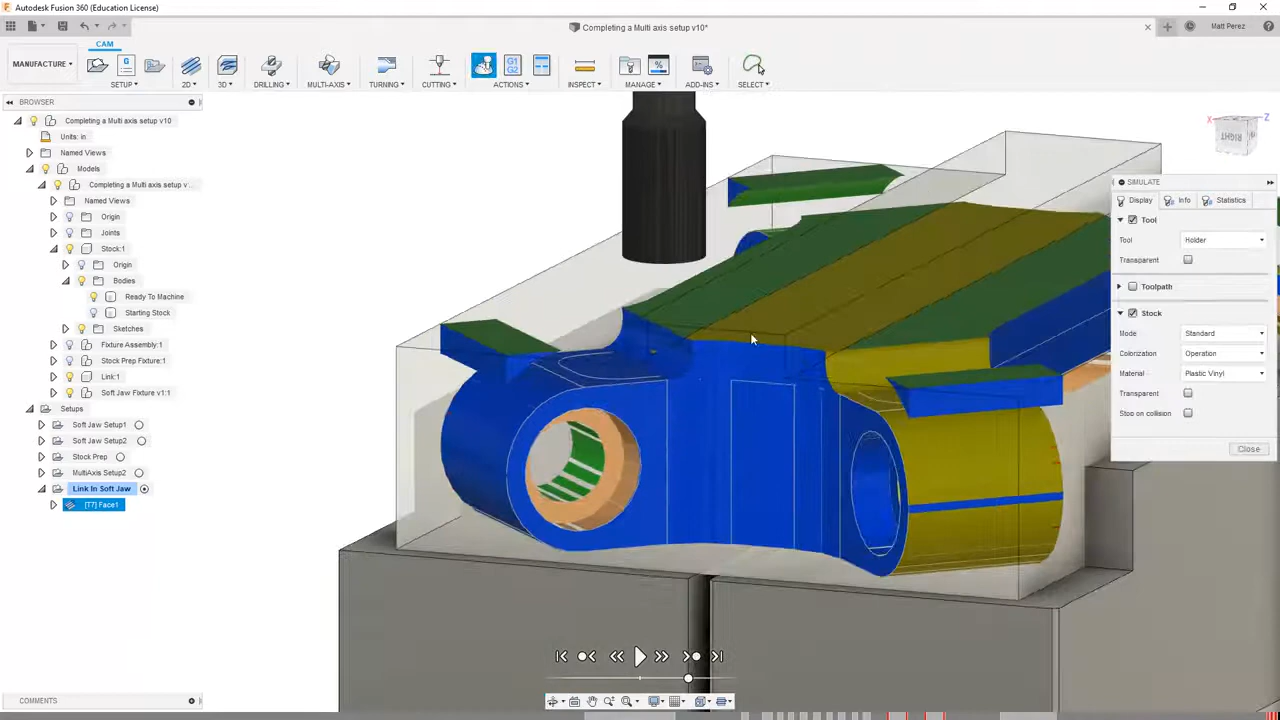 Autodesk Fusion 360 (Education License)
Completing a Multi axis setup v10*
Matt Perez
CAM
MANUFACTURE
SETUP
2D
3D
DRILLING
MULTI-AXIS
TURNING
CUTTING
ACTIONS
INSPECT
MANAGE
ADD-INS
SELECT
G
G1
G2
BROWSER
Completing a Multi axis setup v10
Units: in
Named Views
Models
Completing a Multi axis setup v...
Named Views
Origin
Joints
Stock:1
Origin
Bodies
Ready To Machine
Starting Stock
Sketches
Fixture Assembly:1
Stock Prep Fixture:1
Link:1
Soft Jaw Fixture v1:1
Setups
Soft Jaw Setup1
Soft Jaw Setup2
Stock Prep
MultiAxis Setup2
Link In Soft Jaw
[T7] Face1
COMMENTS
X
Z
RIGHT
SIMULATE
Display
Info
Statistics
Tool
Tool
Holder
Transparent
Toolpath
Stock
Mode
Standard
Colorization
Operation
Material
Plastic Vinyl
Transparent
Stop on collision
Close